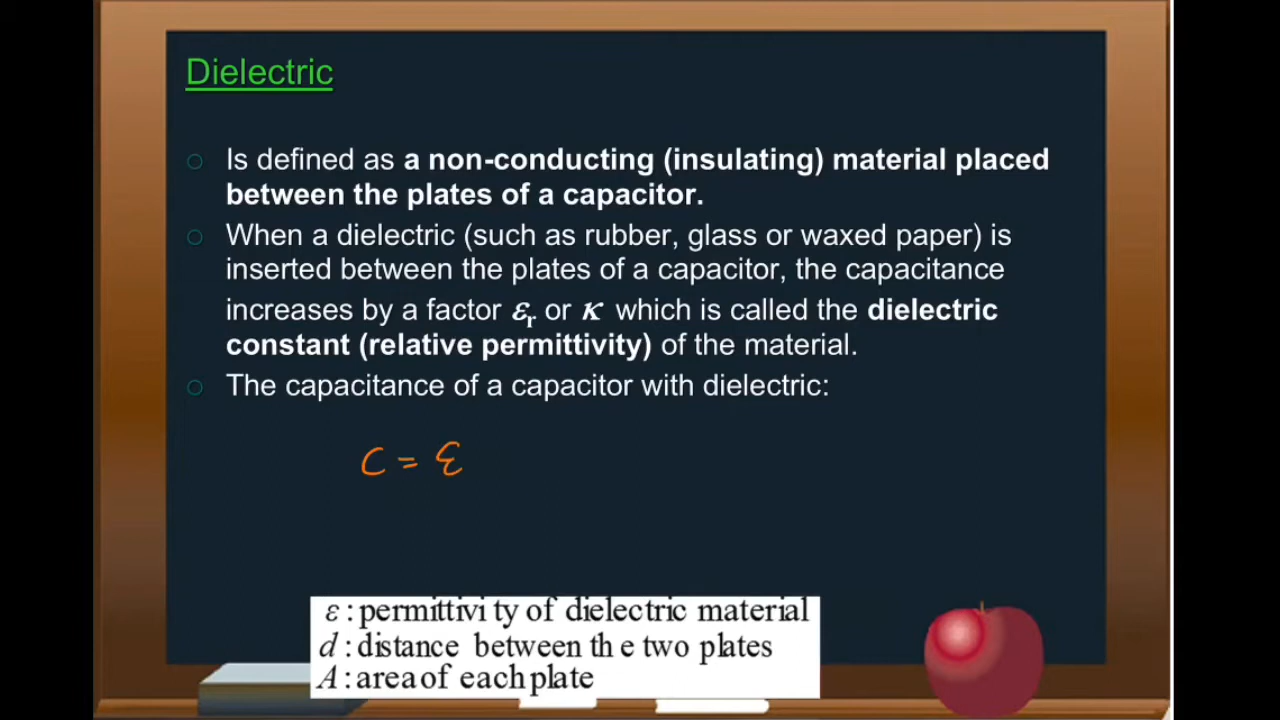 Dielectric
Is defined as a non-conducting (insulating) material placed
between the plates of a capacitor.
When a dielectric (such as rubber, glass or waxed paper) is
inserted between the plates of a capacitor, the capacitance
increases by a factor εr or κ which is called the dielectric
constant (relative permittivity) of the material.
The capacitance of a capacitor with dielectric:
C = ε
ε : permittivity of dielectric material
d : distance between the two plates
A : area of each plate